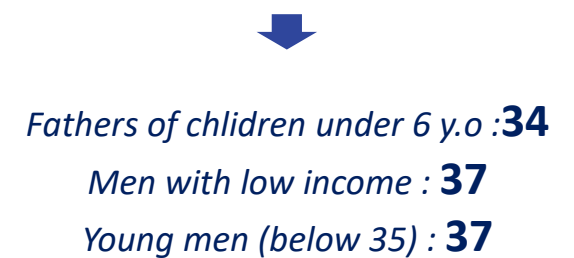 Fathers of chlidren under 6 y.o :34
Men with low income : 37
Young men (below 35) : 37